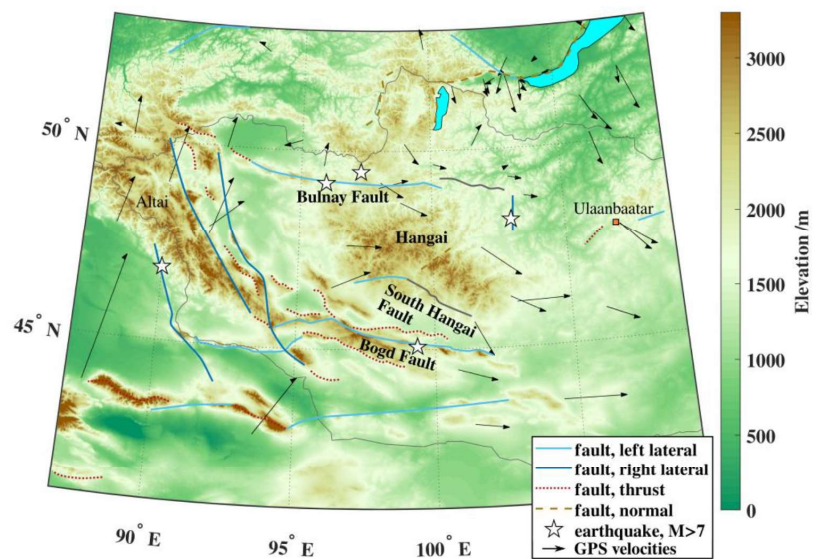 50° N
45° N
90° E
95° E
100° E
Altai
Bulnay Fault
Hangai
Ulaanbaatar
South Hangai
Fault
Bogd Fault
fault, left lateral
fault, right lateral
fault, thrust
fault, normal
earthquake, M>7
GPS velocities
3000
2500
2000
1500
1000
500
0
Elevation /m